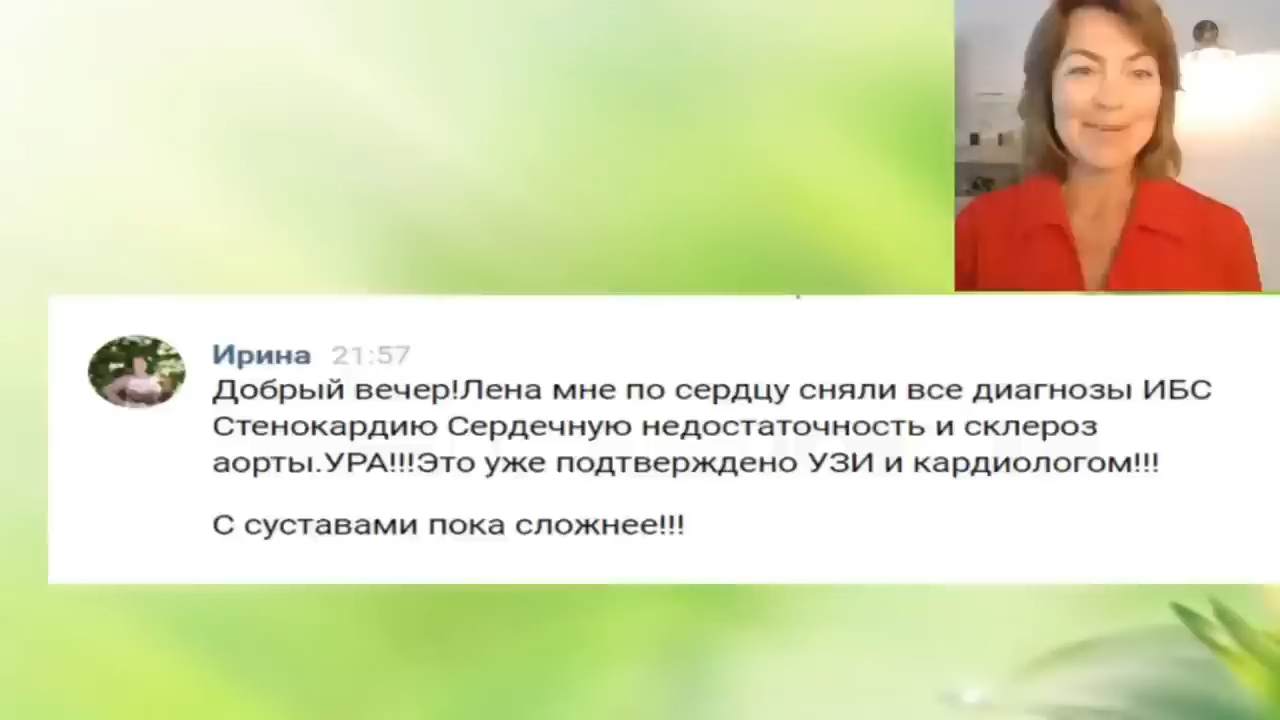 Ирина 21:57
Добрый вечер!Лена мне по сердцу сняли все диагнозы ИБС
Стенокардию Сердечную недостаточность и склероз
аорты.УРА!!!Это уже подтверждено УЗИ и кардиологом!!!
С суставами пока сложнее!!!